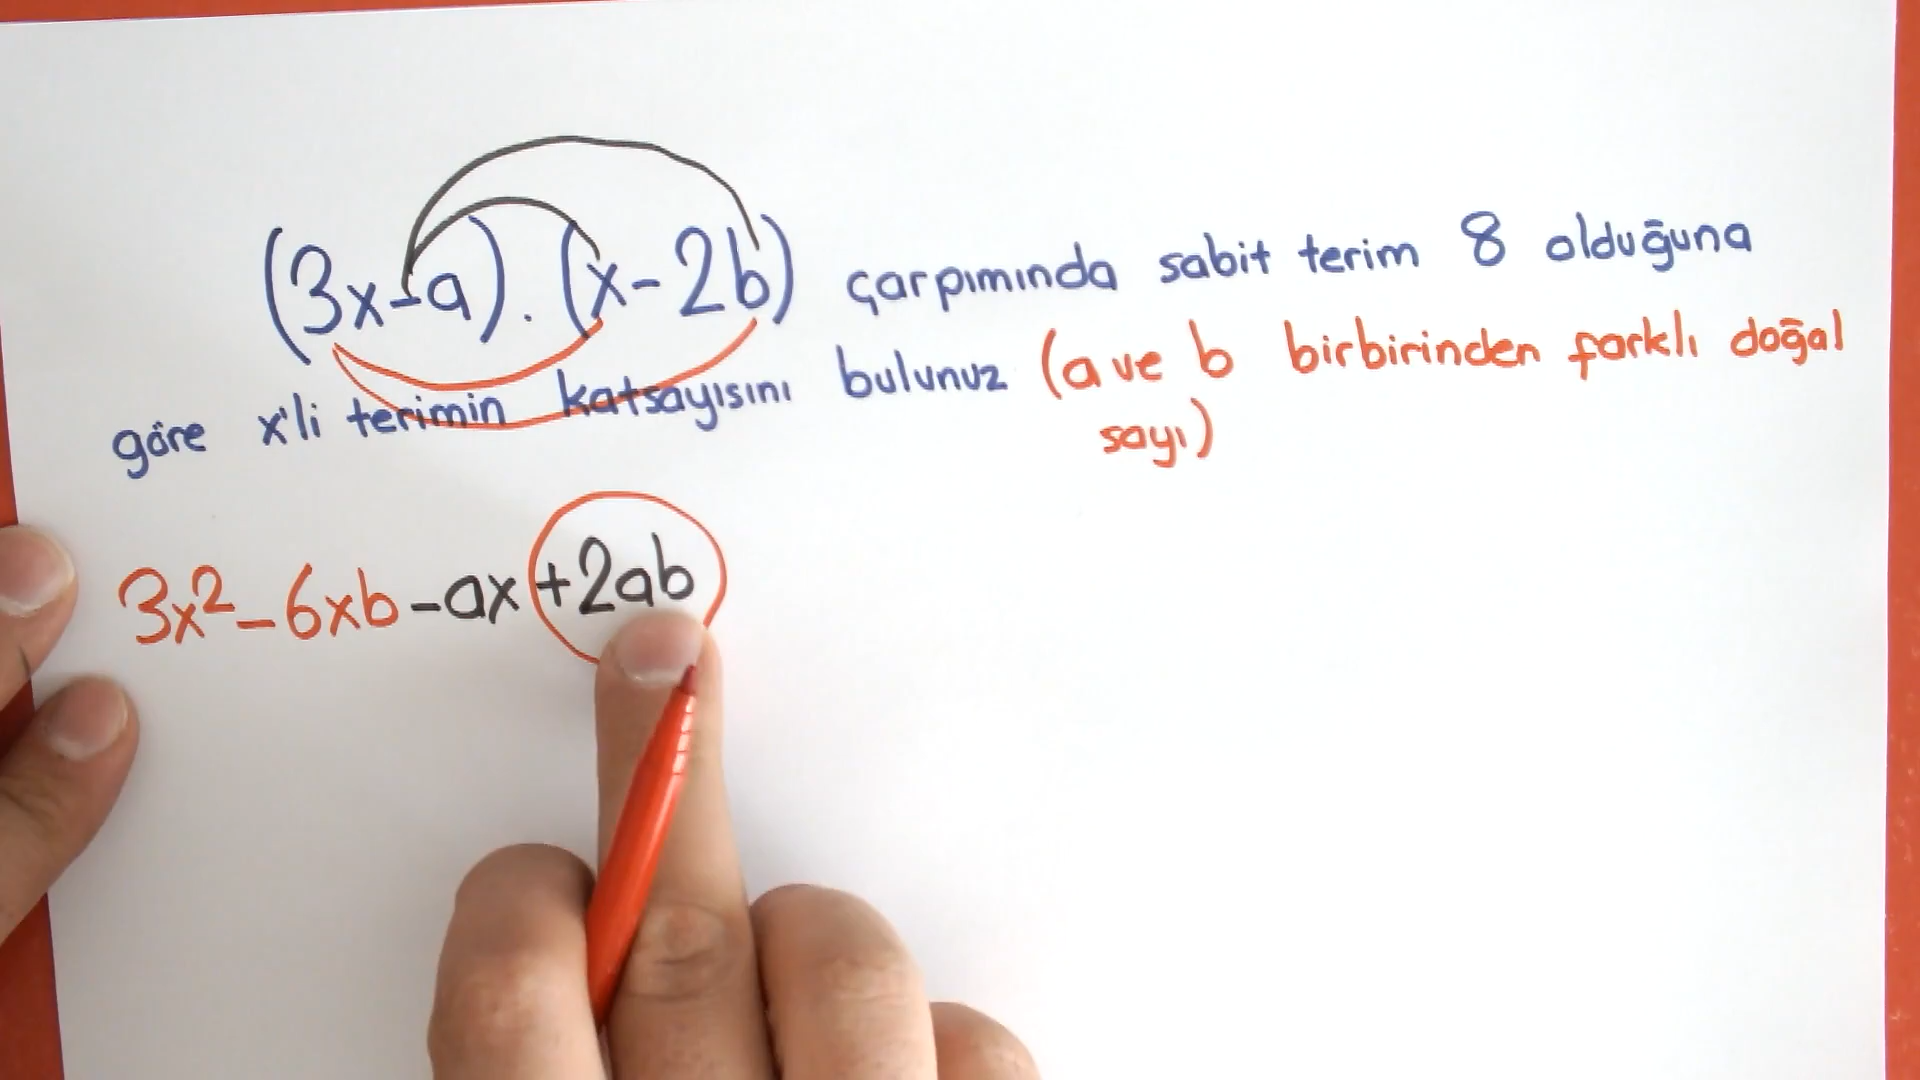 (3x-a).(x-2b) çarpımında sabit terim 8 olduğuna
göre x'li terimin katsayısını bulunuz (a ve b birbirinden farklı doğal
sayı)
3x²-6xb-ax+2ab